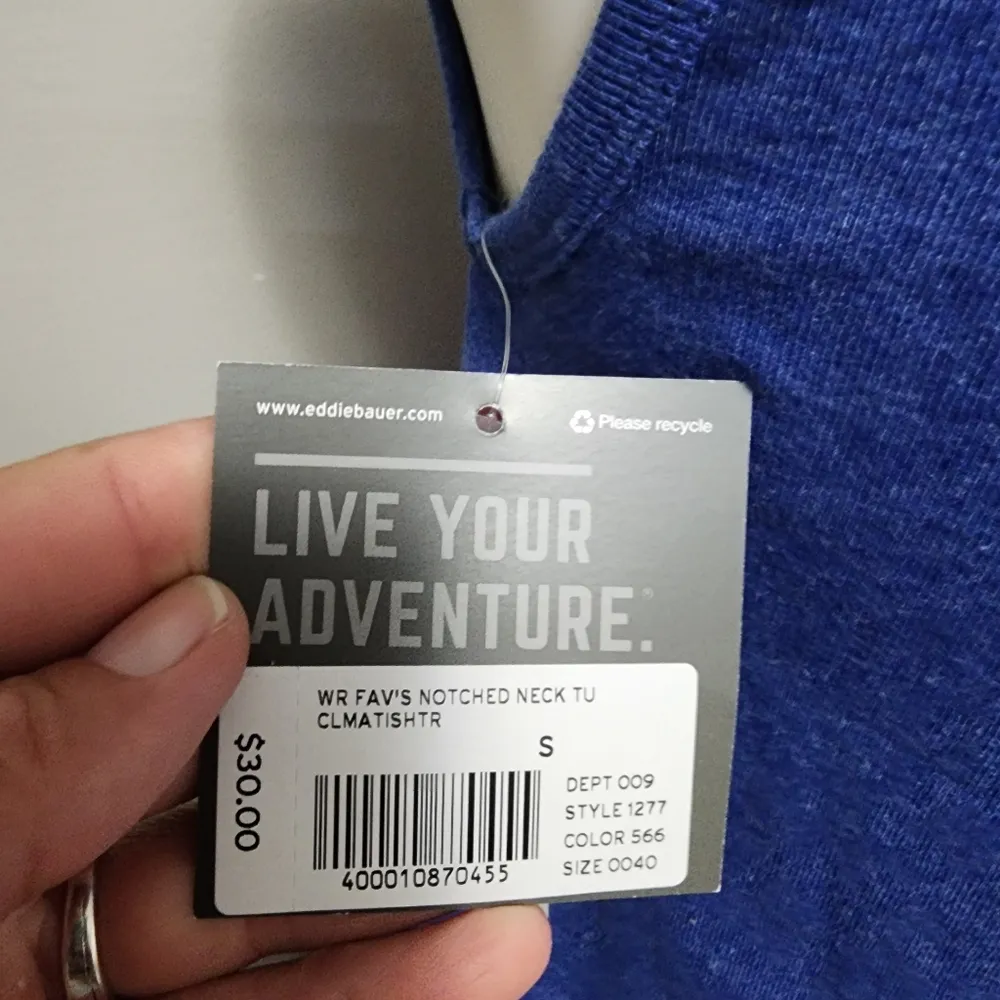 www.eddiebauer.com
Please recycle
LIVE YOUR
ADVENTURE.®
WR FAV'S NOTCHED NECK TU
CLMATISHTR
S
$30.00
DEPT 009
STYLE 1277
COLOR 566
SIZE 0040
400010870455